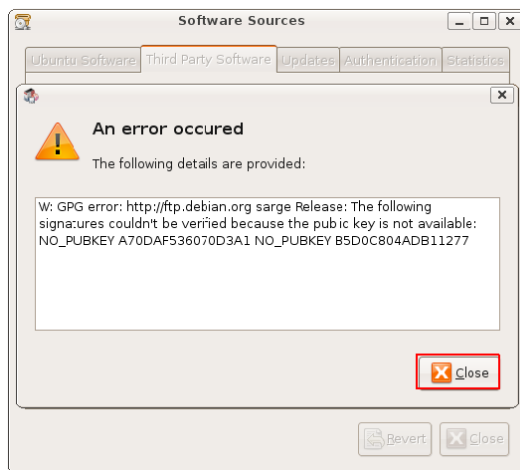 Software Sources
Ubuntu Software Third Party Software Updates Authentication Statistics
An error occured
The following details are provided:
W: GPG error: http://ftp.debian.org sarge Release: The following
signatures couldn't be verified because the public key is not available:
NO_PUBKEY A70DAF536070D3A1 NO_PUBKEY B5D0C804ADB11277
Close
Revert Close